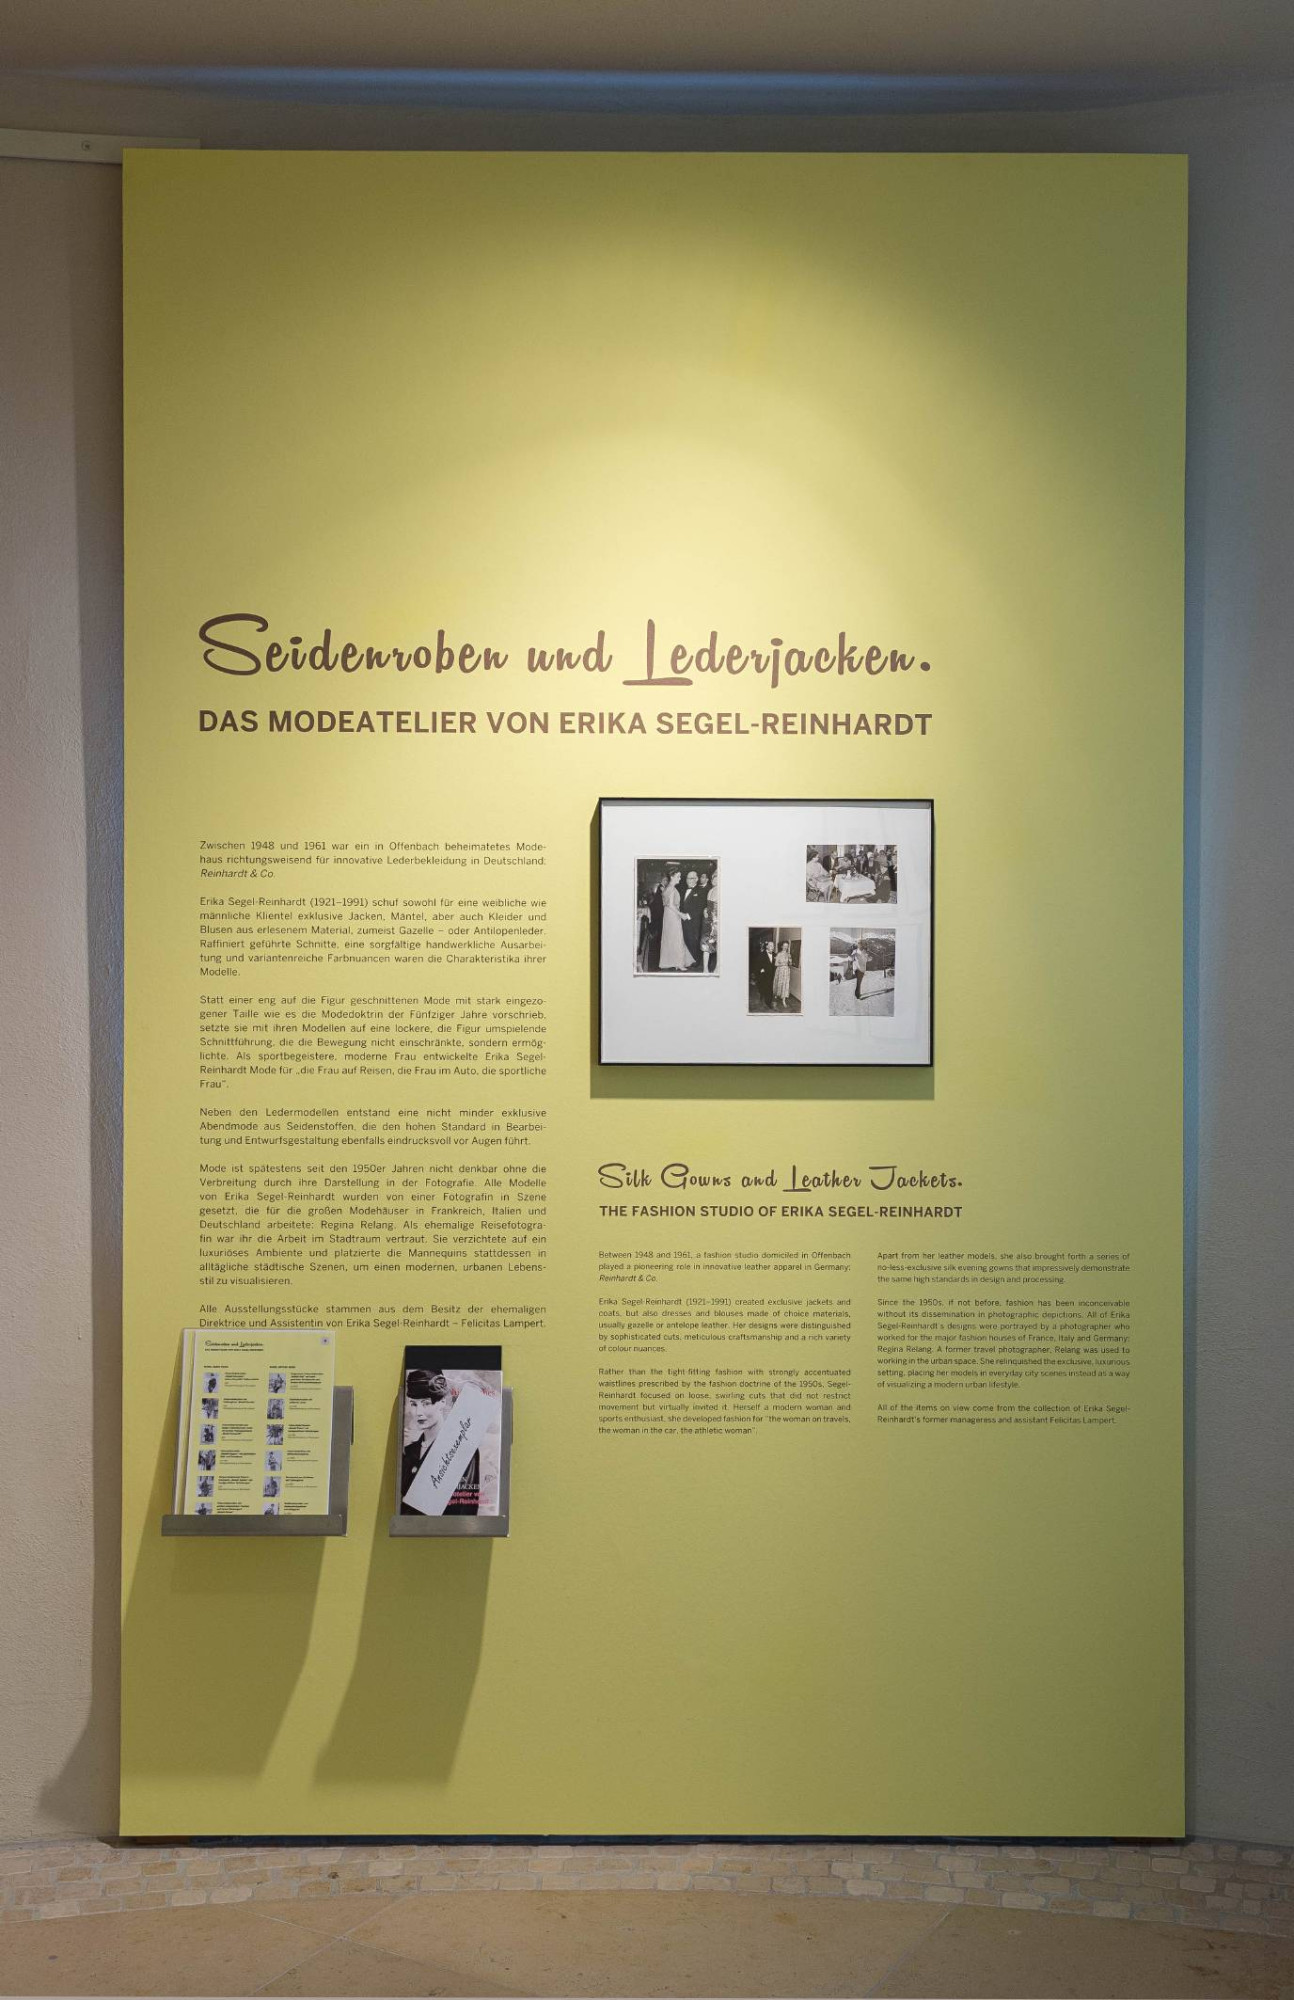 Seidenroben und Lederjacken.
DAS MODEATELIER VON ERIKA SEGEL-REINHARDT
Zwischen 1948 und 1961 war ein in Offenbach beheimatetes Mode-
haus richtungsweisend für innovative Lederbekleidung in Deutschland:
Reinhardt & Co.
Erika Segel-Reinhardt (1921–1991) schuf sowohl für eine weibliche wie
männliche Klientel exklusive Jacken, Mäntel, aber auch Kleider und
Blusen aus erlesenem Material, zumeist Gazelle – oder Antilopenleder.
Raffiniert geführte Schnitte, eine sorgfältige handwerkliche Ausarbei-
tung und variantenreiche Farbnuancen waren die Charakteristika ihrer
Modelle.
Statt einer eng auf die Figur geschnittenen Mode mit stark eingezo-
gener Taille wie es die Modedoktrin der Fünfziger Jahre vorschrieb,
setzte sie mit ihren Modellen auf eine lockere, die Figur umspielende
Schnittführung, die die Bewegung nicht einschränkte, sondern ermög-
lichte. Als sportbegeistere, moderne Frau entwickelte Erika Segel-
Reinhardt Mode für „die Frau auf Reisen, die Frau im Auto, die sportliche
Frau“.
Neben den Ledermodellen entstand eine nicht minder exklusive
Abendmode aus Seidenstoffen, die den hohen Standard in Bearbei-
tung und Entwurfsgestaltung ebenfalls eindrucksvoll vor Augen führt.
Mode ist spätestens seit den 1950er Jahren nicht denkbar ohne die
Verbreitung durch ihre Darstellung in der Fotografie. Alle Modelle
von Erika Segel-Reinhardt wurden von einer Fotografin in Szene
gesetzt, die für die großen Modehäuser in Frankreich, Italien und
Deutschland arbeitete: Regina Relang. Als ehemalige Reisefotogra-
fin war ihr die Arbeit im Stadtraum vertraut. Sie verzichtete auf ein
luxuriöses Ambiente und platzierte die Mannequins stattdessen in
alltägliche städtische Szenen, um einen modernen, urbanen Lebens-
stil zu visualisieren.
Alle Ausstellungsstücke stammen aus dem Besitz der ehemaligen
Direktrice und Assistentin von Erika Segel-Reinhardt – Felicitas Lampert.
Silk Gowns and Leather Jackets.
THE FASHION STUDIO OF ERIKA SEGEL-REINHARDT
Between 1948 and 1961, a fashion studio domiciled in Offenbach
played a pioneering role in innovative leather apparel in Germany:
Reinhardt & Co.
Erika Segel-Reinhardt (1921–1991) created exclusive jackets and
coats, but also dresses and blouses made of choice materials,
usually gazelle or antelope leather. Her designs were distinguished
by sophisticated cuts, meticulous craftsmanship and a rich variety
of colour nuances.
Rather than the tight-fitting fashion with strongly accentuated
waistlines prescribed by the fashion doctrine of the 1950s, Segel-
Reinhardt focused on loose, swirling cuts that did not restrict
movement but virtually invited it. Herself a modern woman and
sports enthusiast, she developed fashion for "the woman on travels,
the woman in the car, the athletic woman".
Apart from her leather models, she also brought forth a series of
no-less-exclusive silk evening gowns that impressively demonstrate
the same high standards in design and processing.
Since the 1950s, if not before, fashion has been inconceivable
without its dissemination in photographic depictions. All of Erika
Segel-Reinhardt's designs were portrayed by a photographer who
worked for the major fashion houses of France, Italy and Germany:
Regina Relang. A former travel photographer, Relang was used to
working in the urban space. She relinquished the exclusive, luxurious
setting, placing her models in everyday city scenes instead as a way
of visualizing a modern urban lifestyle.
All of the items on view come from the collection of Erika Segel-
Reinhardt's former manageress and assistant Felicitas Lampert.
Seidenroben und Lederjacken.
Ansichtsexemplar